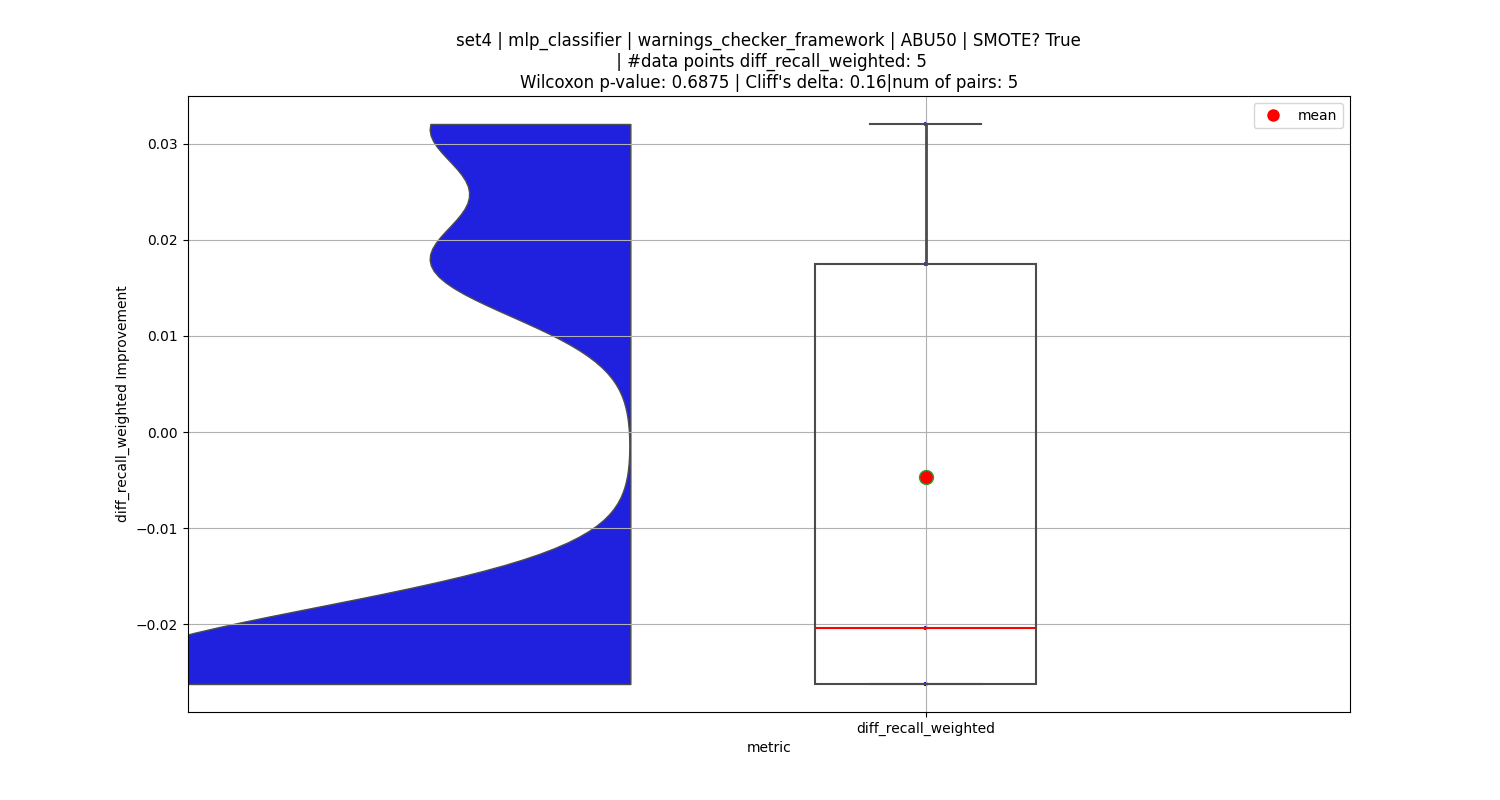 set4 | mlp_classifier | warnings_checker_framework | ABU50 | SMOTE? True
| #data points diff_recall_weighted: 5
Wilcoxon p-value: 0.6875 | Cliff's delta: 0.16|num of pairs: 5
mean
0.03
0.02
0.01
0.00
−0.01
−0.02
diff_recall_weighted Improvement
diff_recall_weighted
metric